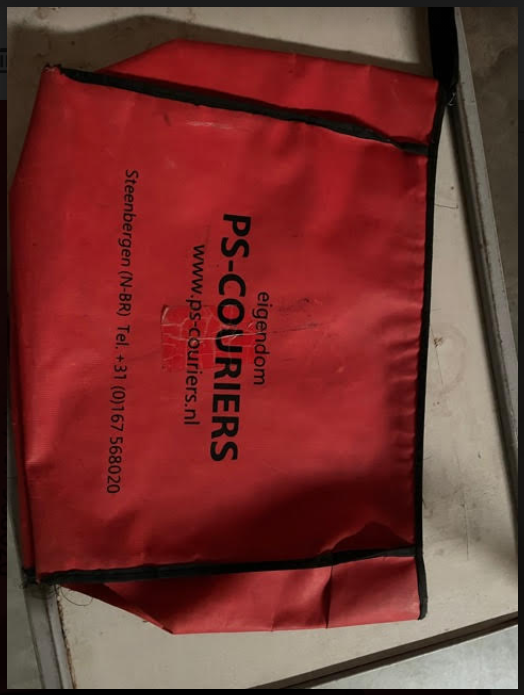 eigendom
PS-COURIERS
www.ps-couriers.nl
Steenbergen (N-BR) Tel. +31 (0)167 568020